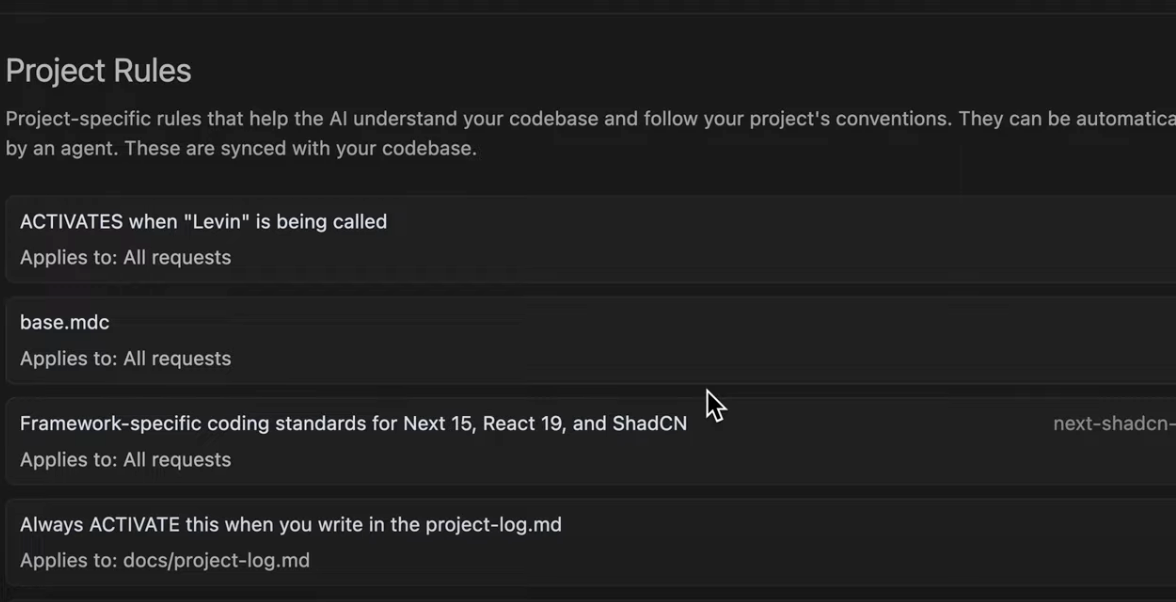 Project Rules
Project-specific rules that help the AI understand your codebase and follow your project's conventions. They can be
by an agent. These are synced with your codebase.
ACTIVATES when "Levin" is being called
Applies to: All requests
base.mdc
Applies to: All requests
Framework-specific coding standards for Next 15, React 19, and ShadCN
next-shadcn-
Applies to: All requests
Always ACTIVATE this when you write in the project-log.md
Applies to: docs/project-log.md